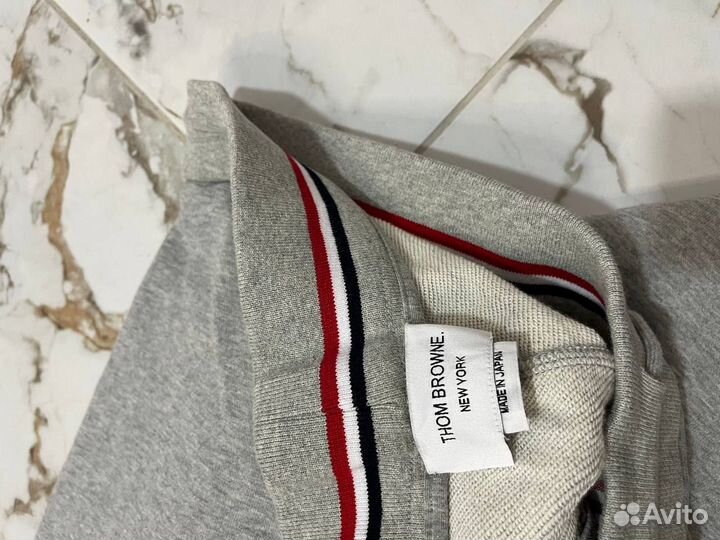 THOM BROWNE.
NEW YORK
MADE IN JAPAN
Avito